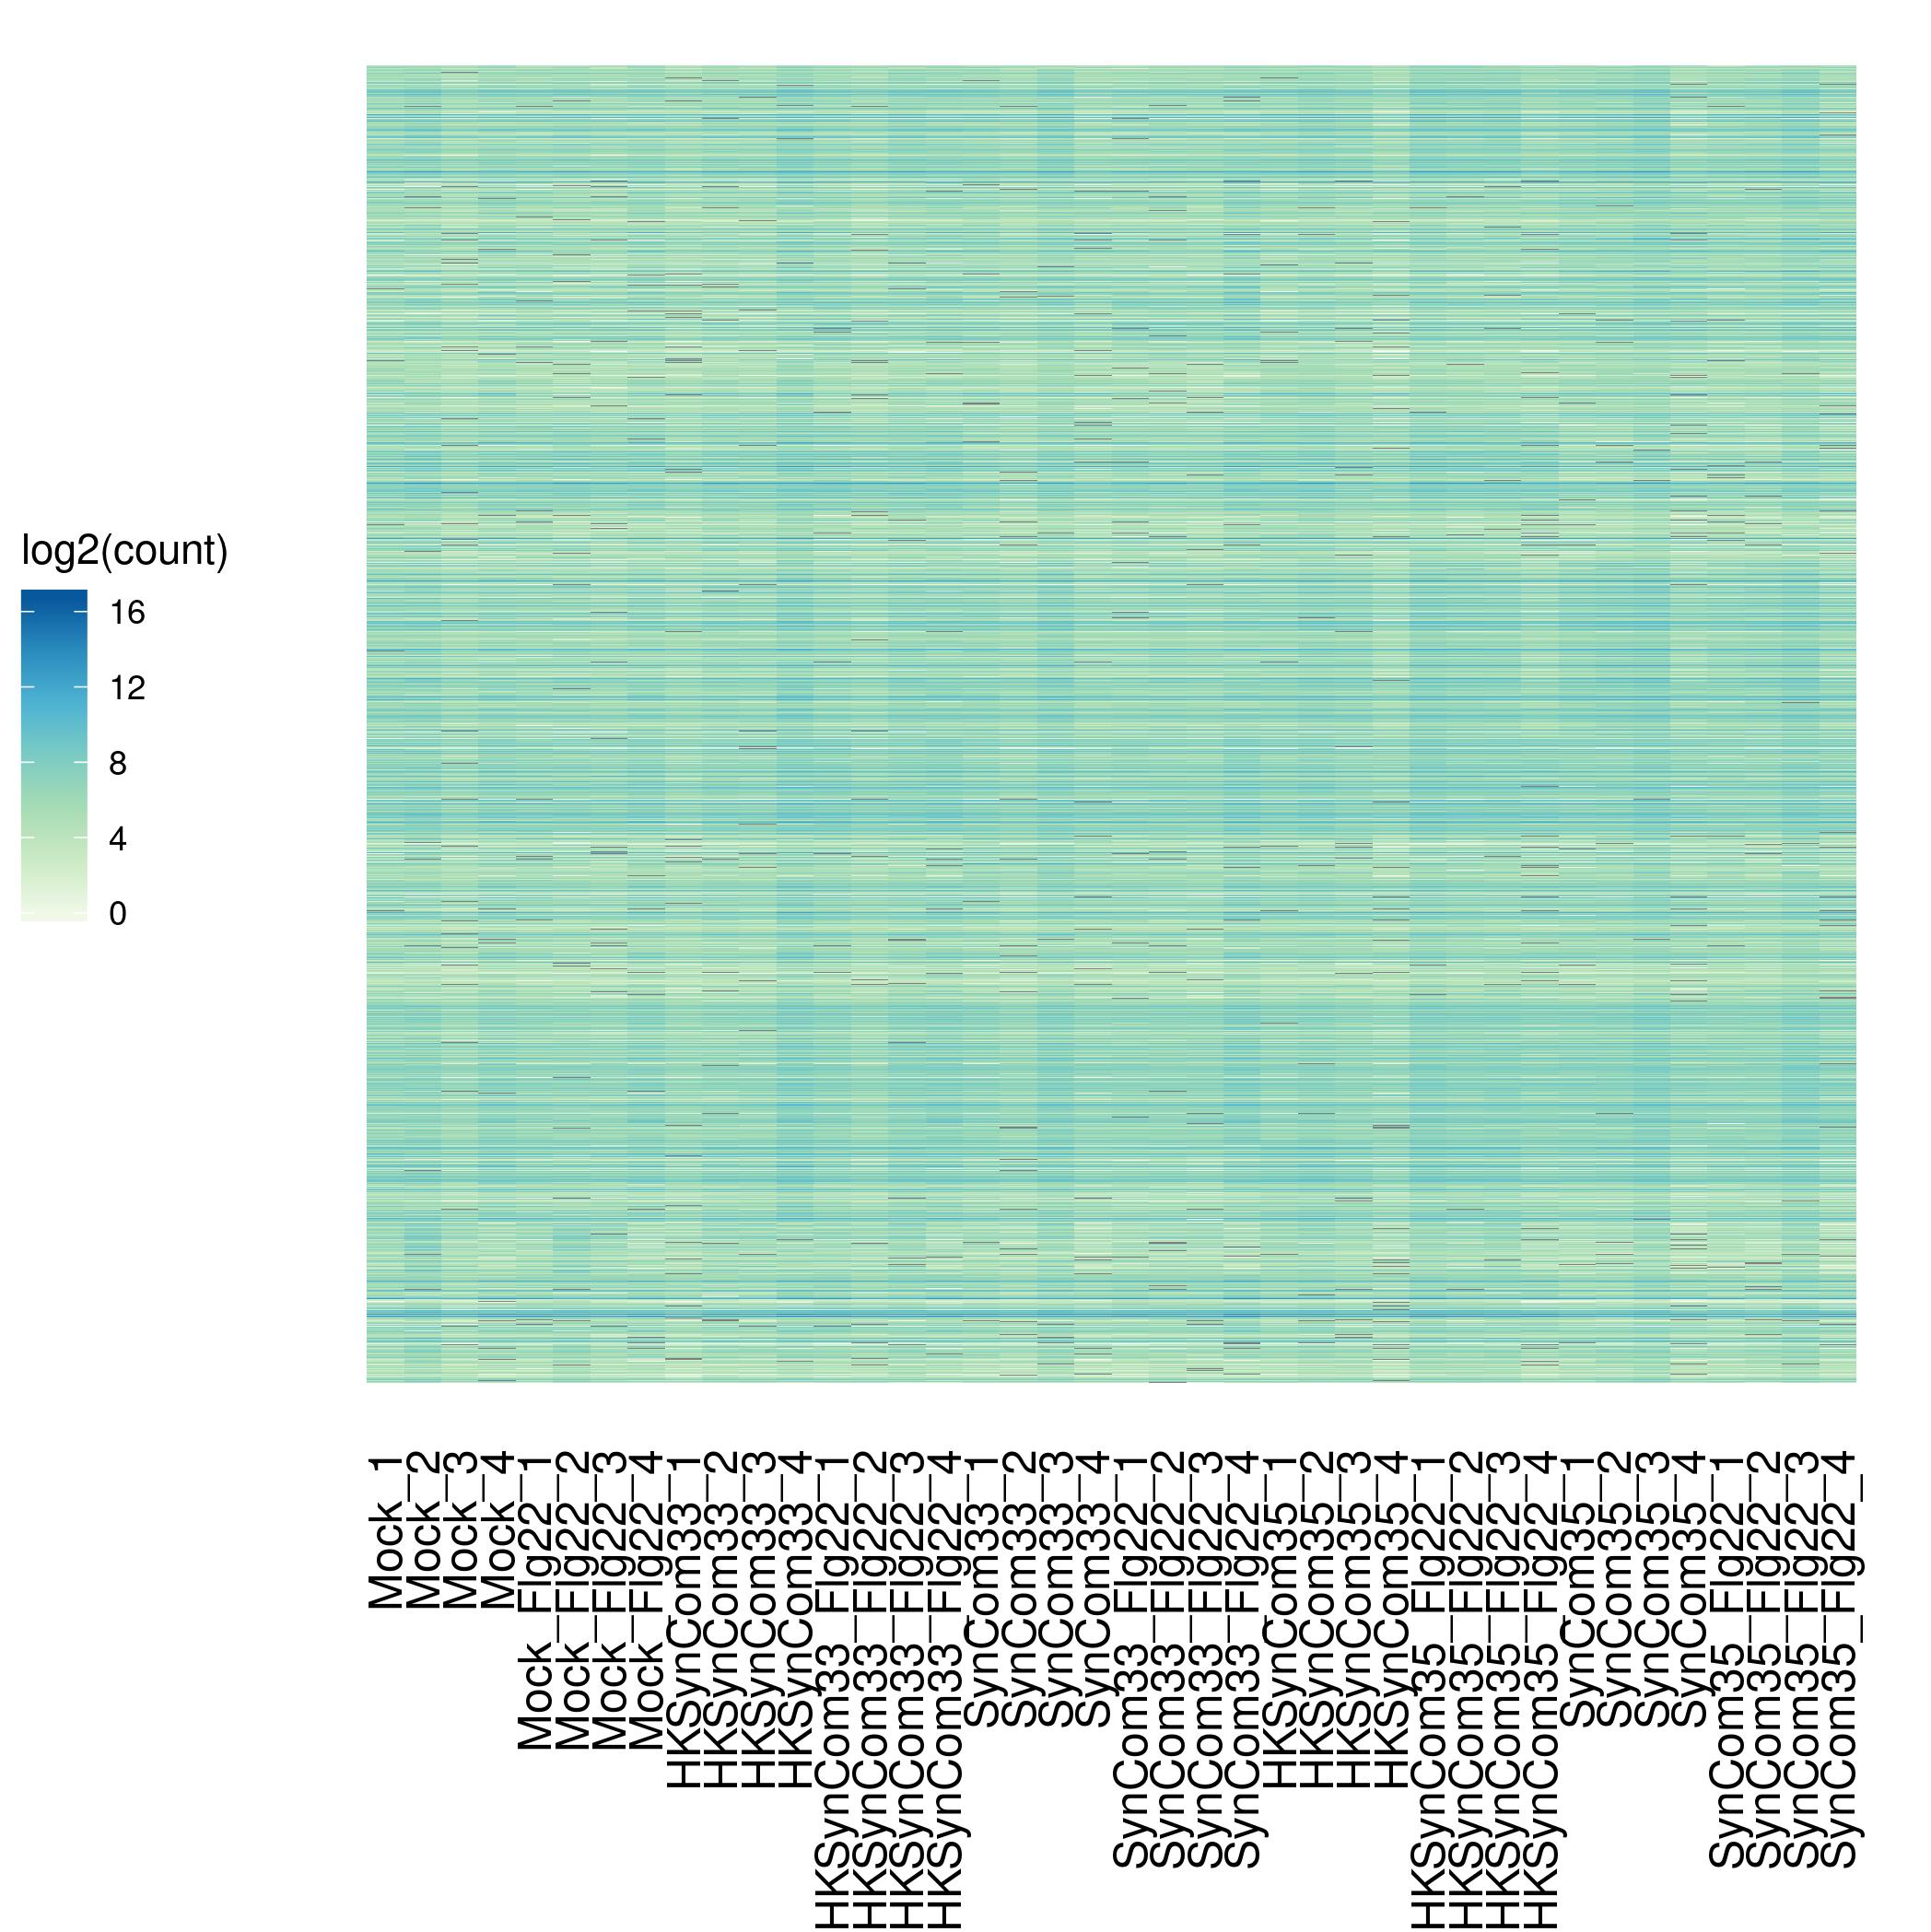 log2(count)
16
12
8
4
0
Mock_1
Mock_2
Mock_3
Mock_4
Mock_Flg22_1
Mock_Flg22_2
Mock_Flg22_3
Mock_Flg22_4
HKSynCom33_1
HKSynCom33_2
HKSynCom33_3
HKSynCom33_4
HKSynCom33_Flg22_1
HKSynCom33_Flg22_2
HKSynCom33_Flg22_3
HKSynCom33_Flg22_4
SynCom33_1
SynCom33_2
SynCom33_3
SynCom33_4
SynCom33_Flg22_1
SynCom33_Flg22_2
SynCom33_Flg22_3
SynCom33_Flg22_4
HKSynCom35_1
HKSynCom35_2
HKSynCom35_3
HKSynCom35_4
HKSynCom35_Flg22_1
HKSynCom35_Flg22_2
HKSynCom35_Flg22_3
HKSynCom35_Flg22_4
SynCom35_1
SynCom35_2
SynCom35_3
SynCom35_4
SynCom35_Flg22_1
SynCom35_Flg22_2
SynCom35_Flg22_3
SynCom35_Flg22_4